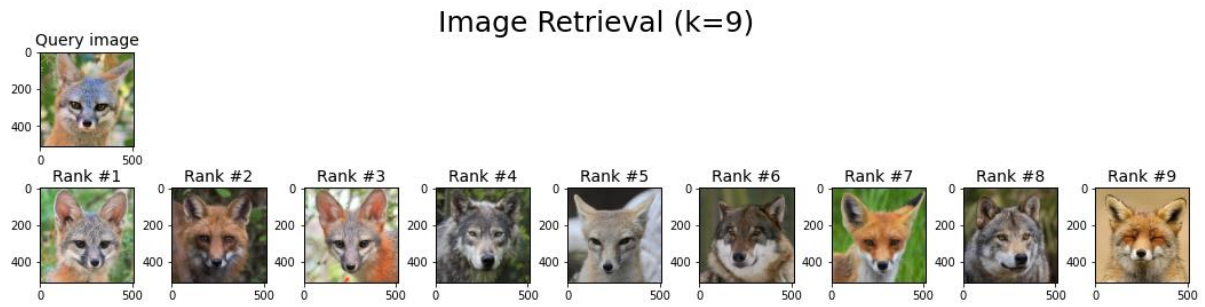 Image Retrieval (k=9)
Query image
0
200
400
0 500
Rank #1 Rank #2 Rank #3 Rank #4 Rank #5 Rank #6 Rank #7 Rank #8 Rank #9
0 0 0 0 0 0 0 0 0
200 200 200 200 200 200 200 200 200
400 400 400 400 400 400 400 400 400
0 500 0 500 0 500 0 500 0 500 0 500 0 500 0 500 0 500